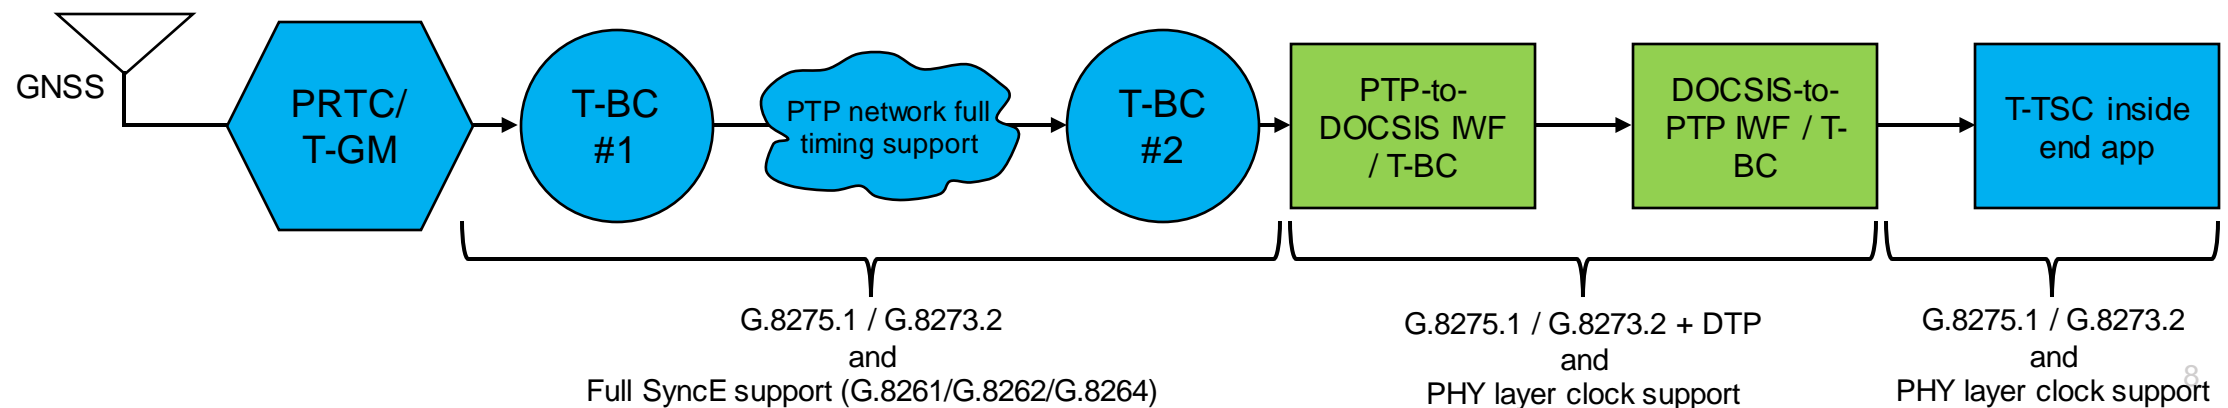 GNSS
PRTC/
T-GM
T-BC
#1
PTP network full
timing support
T-BC
#2
PTP-to-
DOCSIS IWF
/ T-BC
DOCSIS-to-
PTP IWF / T-
BC
T-TSC inside
end app
G.8275.1 / G.8273.2
and
Full SyncE support (G.8261/G.8262/G.8264)
G.8275.1 / G.8273.2 + DTP
and
PHY layer clock support
G.8275.1 / G.8273.2
and
PHY layer clock support
8